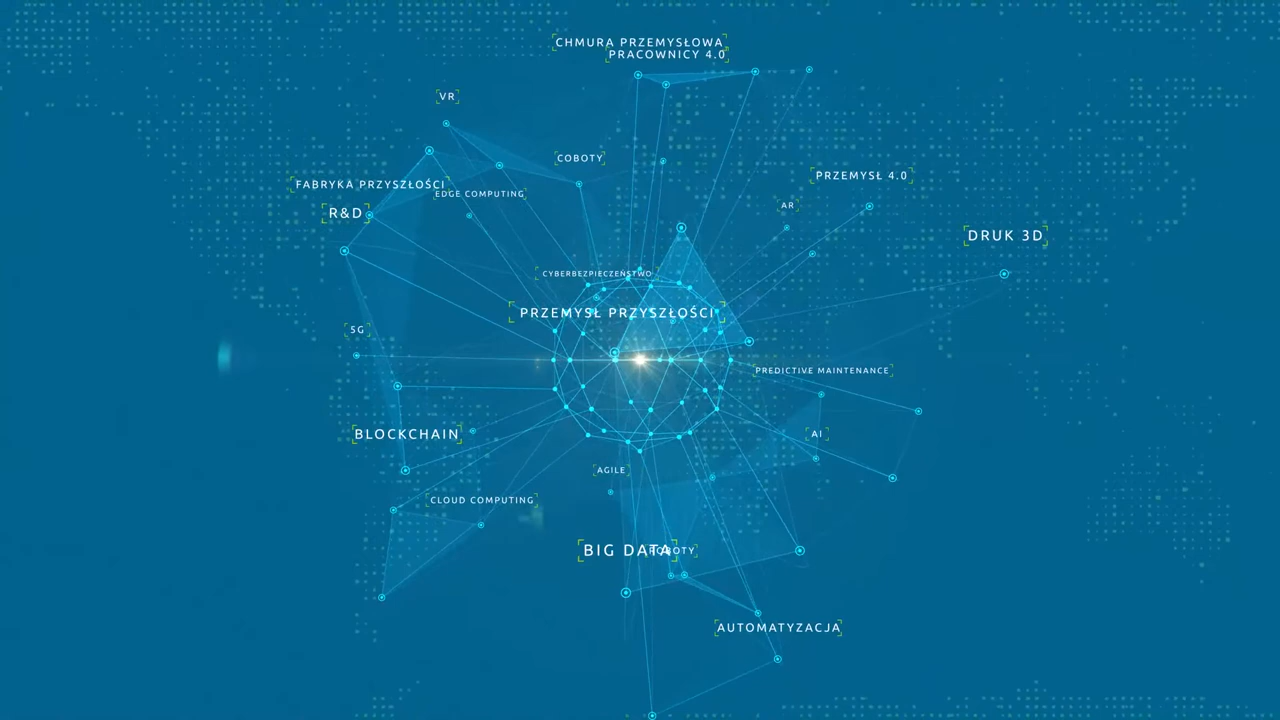 CHMURA PRZEMYSŁOWA
PRACOWNICY 4.0
VR
COBOTY
PRZEMYSŁ 4.0
FABRYKA PRZYSZŁOŚCI
EDGE COMPUTING
AR
R&D
DRUK 3D
CYBERBEZPIECZEŃSTWO
PRZEMYSŁ PRZYSZŁOŚCI
5G
PREDICTIVE MAINTENANCE
BLOCKCHAIN
AI
AGILE
CLOUD COMPUTING
BIG DATA
ROBOTY
AUTOMATYZACJA